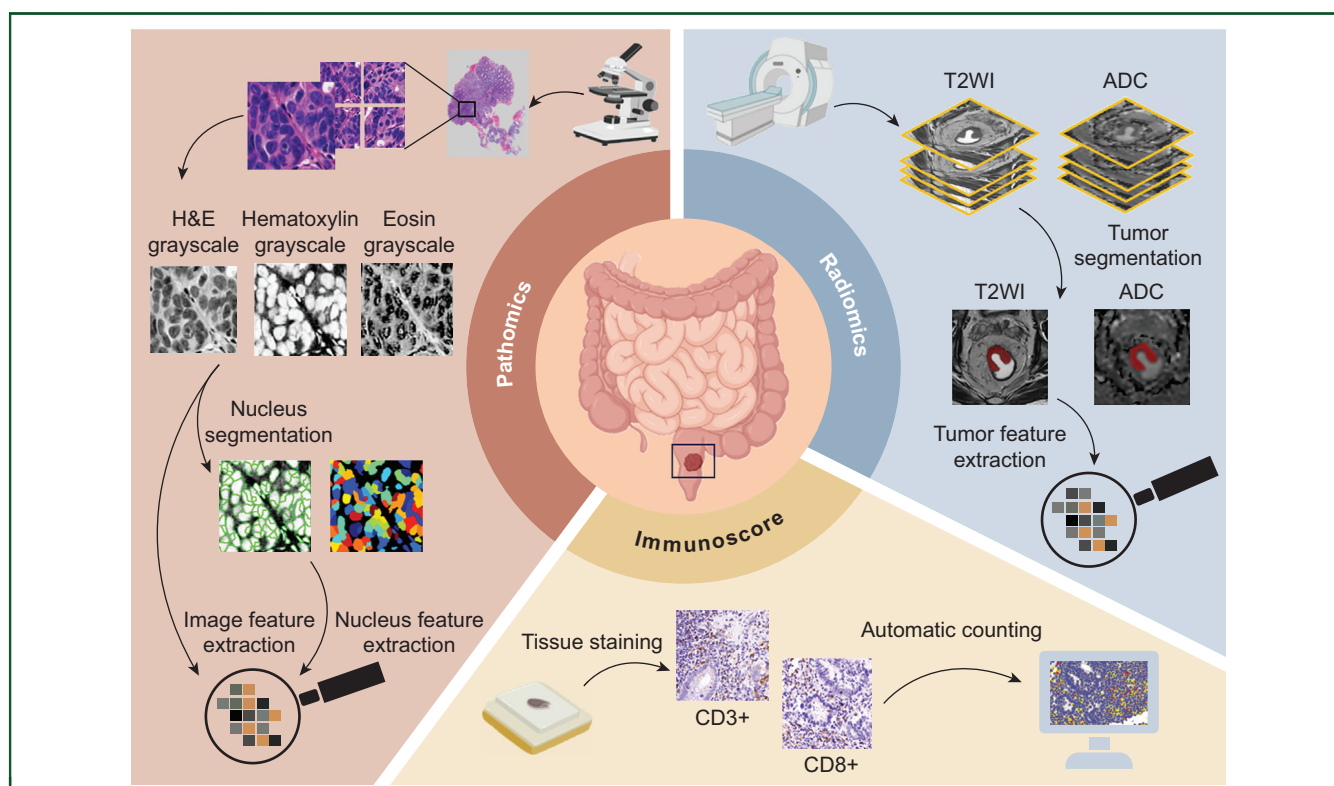 H&E
grayscale
Hematoxylin
grayscale
Eosin
grayscale
Nucleus
segmentation
Image feature
extraction
Nucleus feature
extraction
Pathomics
Radiomics
Immunoscore
T2WI
ADC
Tumor
segmentation
T2WI
ADC
Tumor feature
extraction
Tissue staining
CD3+
CD8+
Automatic counting